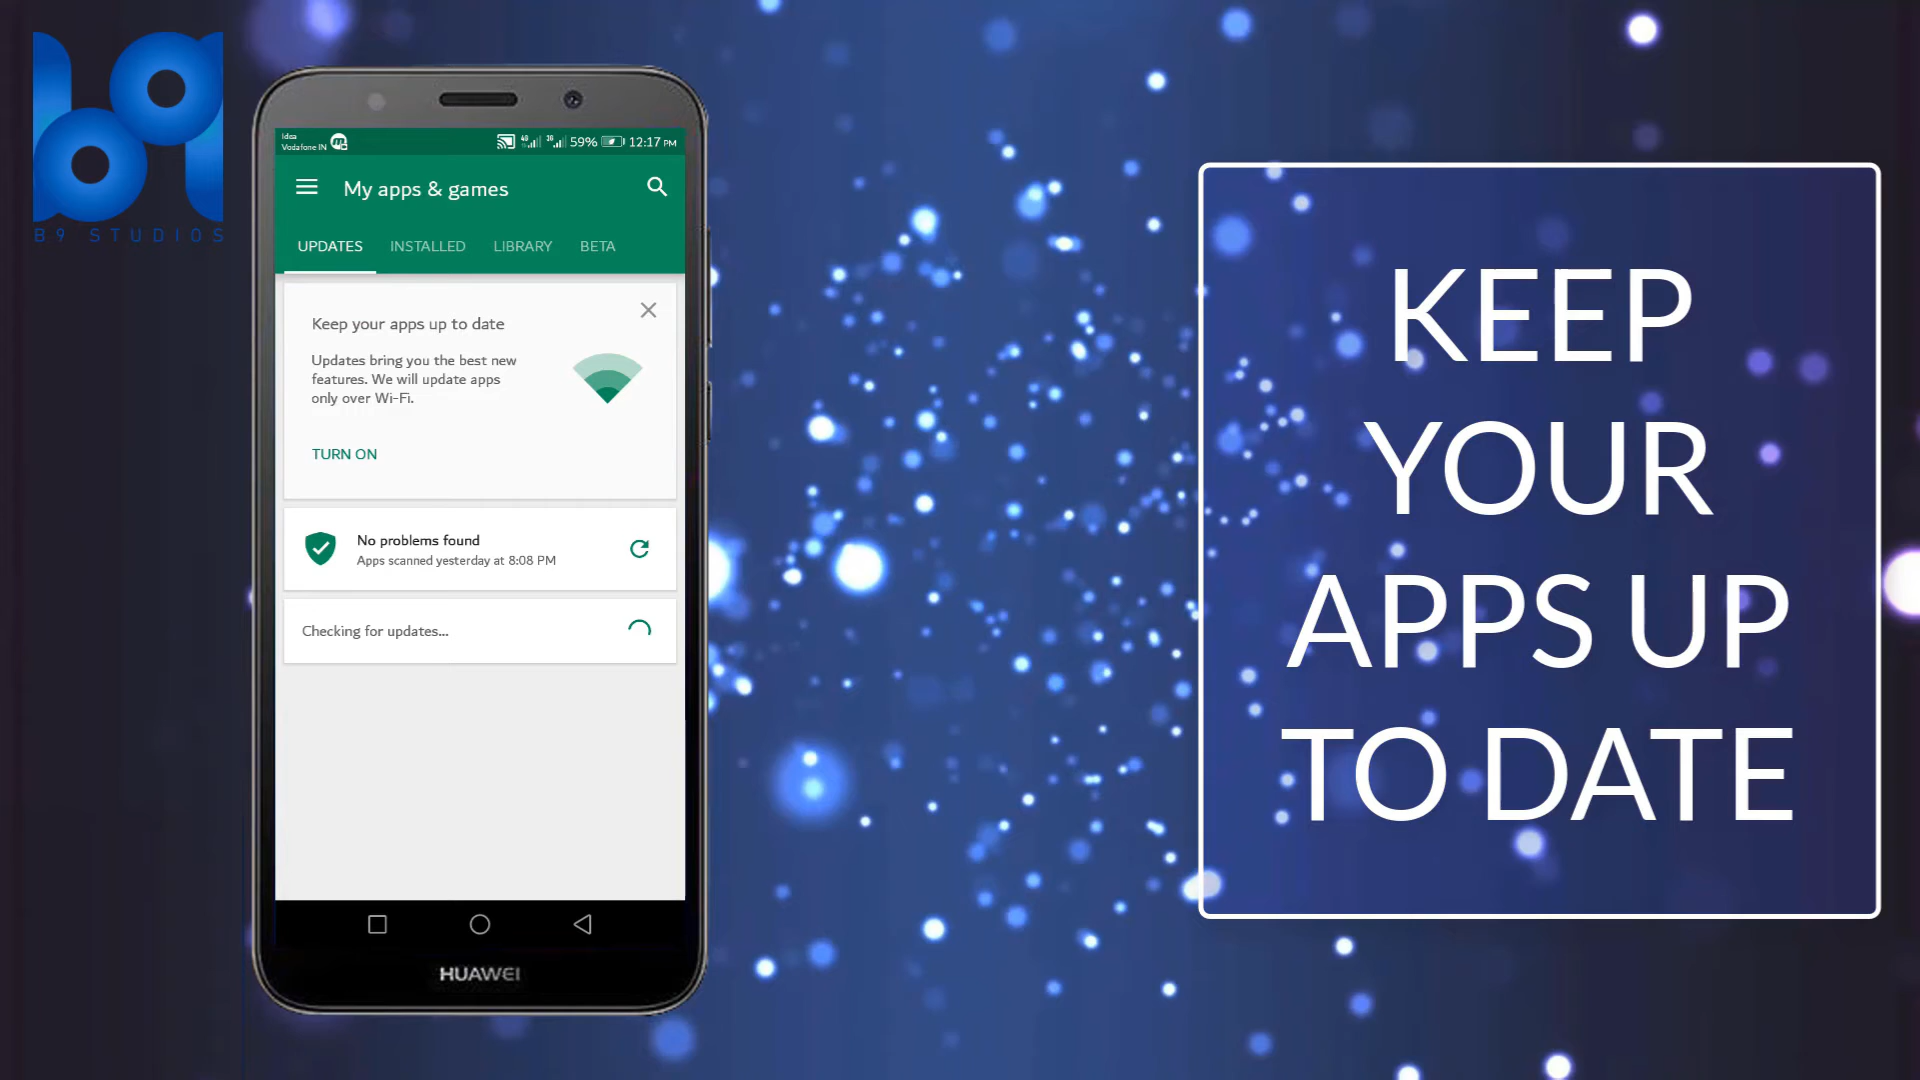 B9 STUDIOS
Idea
Vodafone IN
4G
3G
59%
12:17 PM
My apps & games
UPDATES
INSTALLED
LIBRARY
BETA
Keep your apps up to date
Updates bring you the best new
features. We will update apps
only over Wi-Fi.
TURN ON
No problems found
Apps scanned yesterday at 8:08 PM
Checking for updates...
HUAWEI
KEEP
YOUR
APPS UP
TO DATE